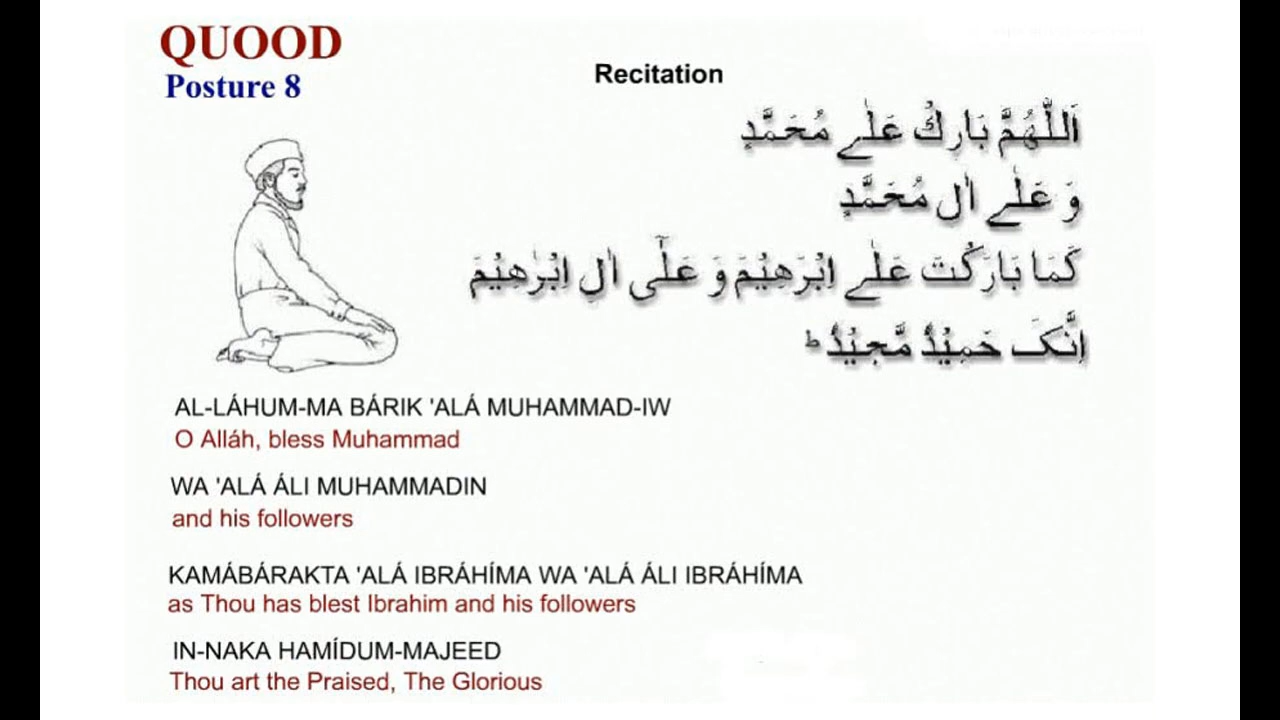 QUOOD
Posture 8
Recitation
اَللّٰهُمَّ بَارِكْ عَلٰے مُحَمَّدٍ
وَ عَلٰے اٰلِ مُحَمَّدٍ
كَمَا بَارَكْتَ عَلٰے اِبْرَهِيْمَ وَ عَلٰٓى اٰلِ اِبْرٰهِيْمَ
اِنَّکَ حَمِيْدٌ مَّجِيْدٌ ط
AL-LÁHUM-MA BÁRIK 'ALÁ MUHAMMAD-IW
O Alláh, bless Muhammad
WA 'ALÁ ÁLI MUHAMMADIN
and his followers
KAMÁBÁRAKTA 'ALÁ IBRÁHÍMA WA 'ALÁ ÁLI IBRÁHÍMA
as Thou has blest Ibrahim and his followers
IN-NAKA HAMÍDUM-MAJEED
Thou art the Praised, The Glorious